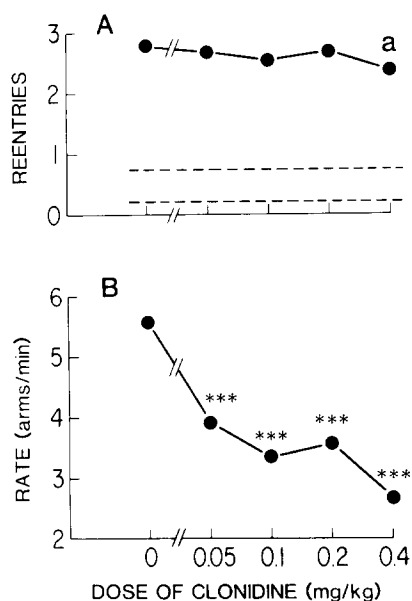 A
a
3
2
1
0
REENTRIES
B
6
5
4
3
2
RATE (arms/min)
***
***
***
***
0 0.05 0.1 0.2 0.4
DOSE OF CLONIDINE (mg/kg)